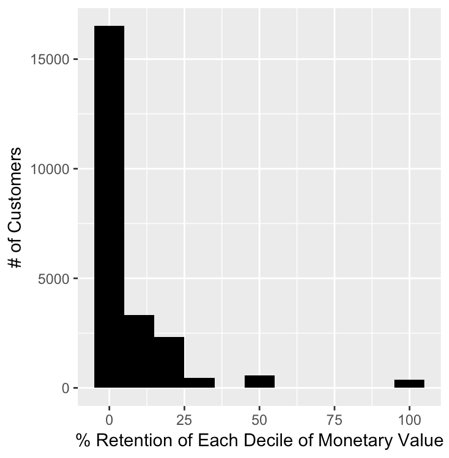 15000
10000
5000
0
# of Customers
0 25 50 75 100
% Retention of Each Decile of Monetary Value